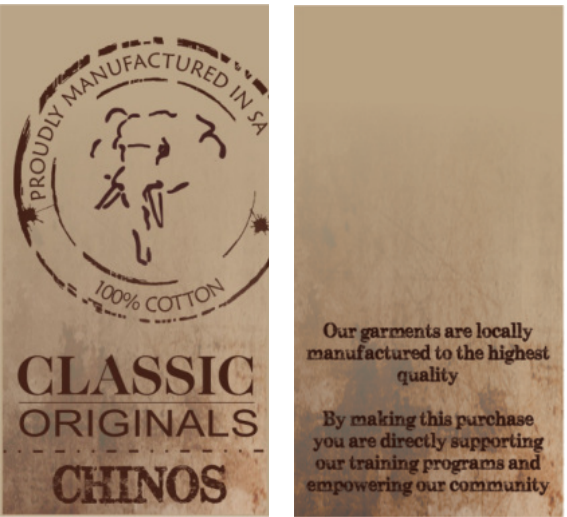 PROUDLY MANUFACTURED IN SA
100% COTTON
CLASSIC
ORIGINALS
CHINOS
Our garments are locally
manufactured to the highest
quality
By making this purchase
you are directly supporting
our training programs and
empowering our community